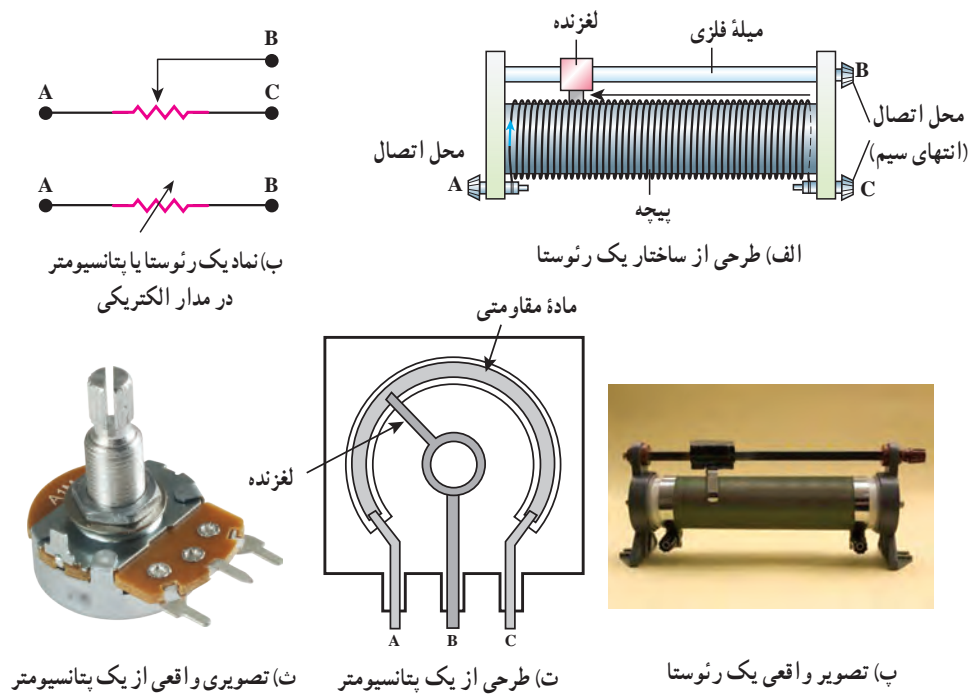 لغزنده
میلهٔ فلزی
B
محل اتصال
(انتهای سیم)
C
محل اتصال
A
پیچه
الف) طرحی از ساختار یک رئوستا
B
A
C
A
B
ب) نماد یک رئوستا یا پتانسیومتر
در مدار الکتریکی
پ) تصویر واقعی یک رئوستا
مادهٔ مقاومتی
لغزنده
A
B
C
ت) طرحی از یک پتانسیومتر
ث) تصویری واقعی از یک پتانسیومتر